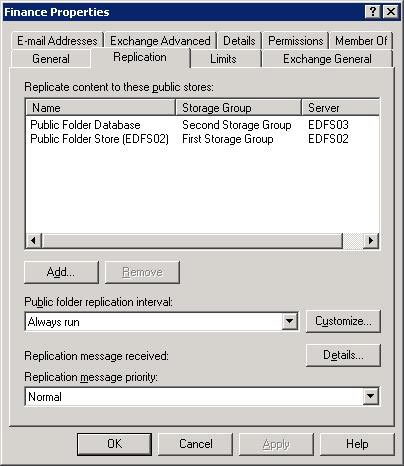 Finance Properties
E-mail Addresses Exchange Advanced Details Permissions Member Of
General Replication Limits Exchange General
Replicate content to these public stores:
Name Storage Group Server
Public Folder Database Second Storage Group EDFS03
Public Folder Store (EDFS02) First Storage Group EDFS02
Add... Remove
Public folder replication interval:
Always run Customize...
Replication message received: Details...
Replication message priority:
Normal
OK Cancel Apply Help